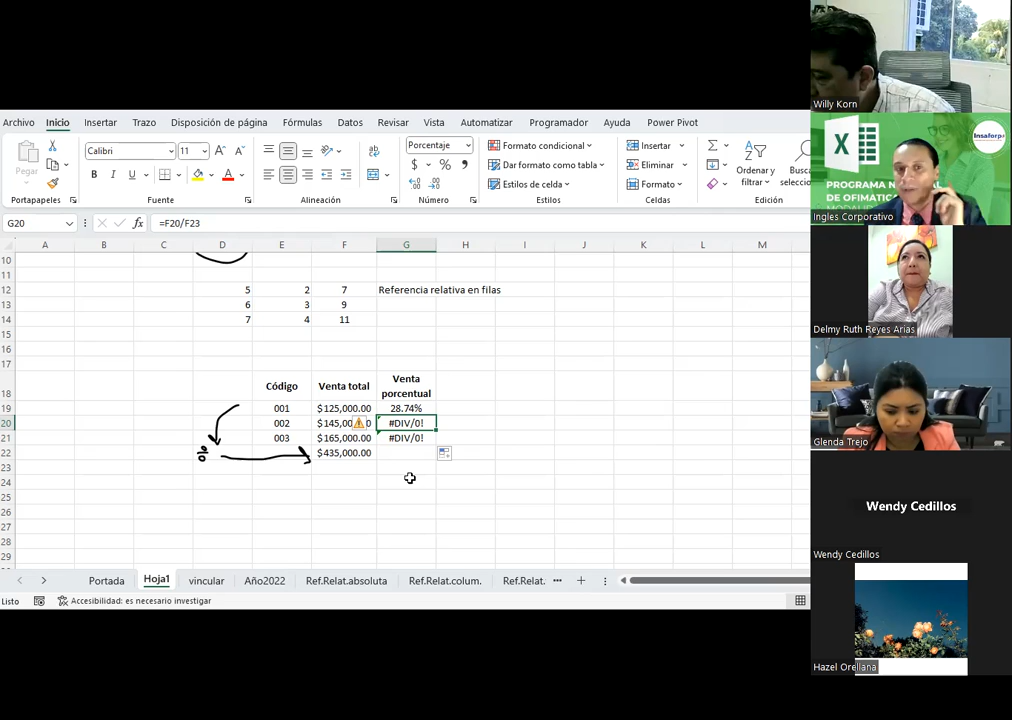 Archivo Inicio Insertar Trazo Disposición de página Fórmulas Datos Revisar Vista Automatizar Programador Ayuda Power Pivot
Pegar
Calibri 11
Porcentaje
Formato condicional
Dar formato como tabla
Estilos de celda
Insertar
Eliminar
Formato
Ordenar y
filtrar
Portapapeles Fuente Alineación Número Estilos Celdas Edición
G20 fx =F20/F23
A B C D E F G H I J K L M
10
11
12 5 2 7 Referencia relativa en filas
13 6 3 9
14 7 4 11
15
16
17
18 Código Venta total Venta porcentual
19 001 $125,000.00 28.74%
20 002 #DIV/0!
21 003 $165,000.00 #DIV/0!
22 % $435,000.00
23
24
25
26
27
28
29
Portada Hoja1 vincular Año2022 Ref.Relat.absoluta Ref.Relat.colum. Ref.Relat. ...
Listo Accesibilidad: es necesario investigar
Willy Korn
Insaforp
Ingles Corporativo
Delmy Ruth Reyes Arias
Glenda Trejo
Wendy Cedillos
Wendy Cedillos
Hazel Orellana